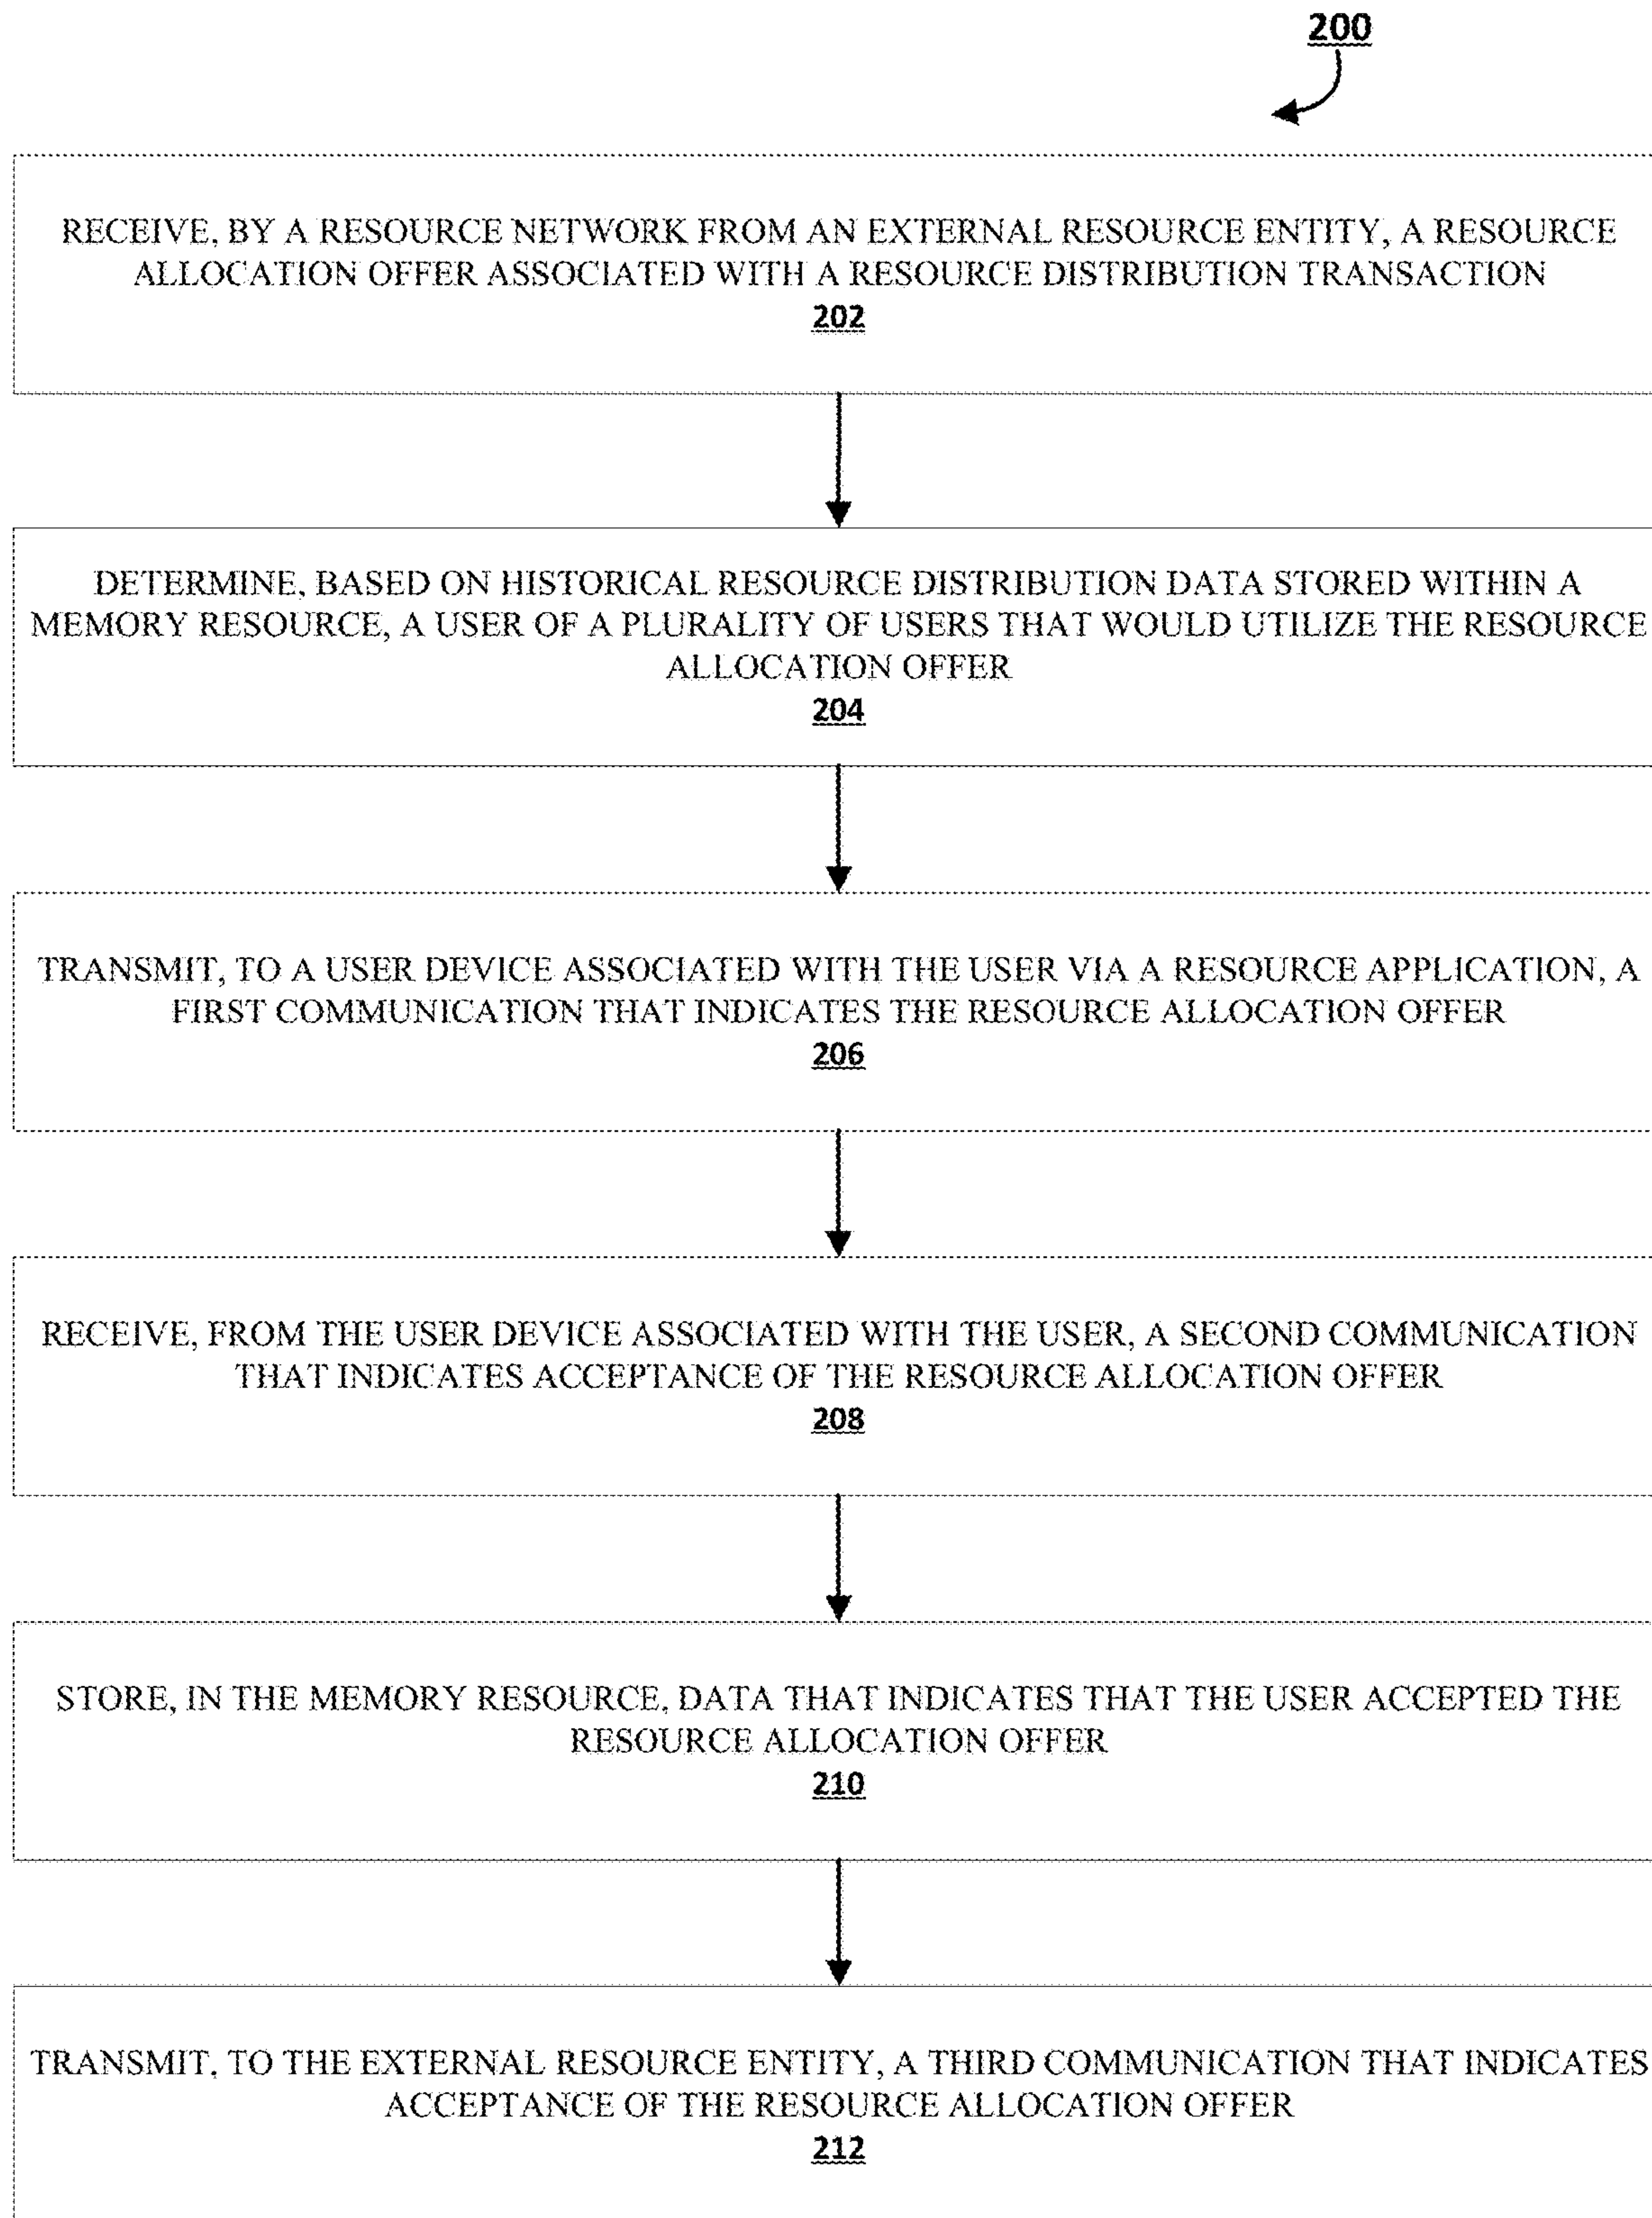 200
RECEIVE, BY A RESOURCE NETWORK FROM AN EXTERNAL RESOURCE ENTITY, A RESOURCE
ALLOCATION OFFER ASSOCIATED WITH A RESOURCE DISTRIBUTION TRANSACTION
202
DETERMINE, BASED ON HISTORICAL RESOURCE DISTRIBUTION DATA STORED WITHIN A
MEMORY RESOURCE, A USER OF A PLURALITY OF USERS THAT WOULD UTILIZE THE RESOURCE
ALLOCATION OFFER
204
TRANSMIT, TO A USER DEVICE ASSOCIATED WITH THE USER VIA A RESOURCE APPLICATION, A
FIRST COMMUNICATION THAT INDICATES THE RESOURCE ALLOCATION OFFER
206
RECEIVE, FROM THE USER DEVICE ASSOCIATED WITH THE USER, A SECOND COMMUNICATION
THAT INDICATES ACCEPTANCE OF THE RESOURCE ALLOCATION OFFER
208
STORE, IN THE MEMORY RESOURCE, DATA THAT INDICATES THAT THE USER ACCEPTED THE
RESOURCE ALLOCATION OFFER
210
TRANSMIT, TO THE EXTERNAL RESOURCE ENTITY, A THIRD COMMUNICATION THAT INDICATES
ACCEPTANCE OF THE RESOURCE ALLOCATION OFFER
212